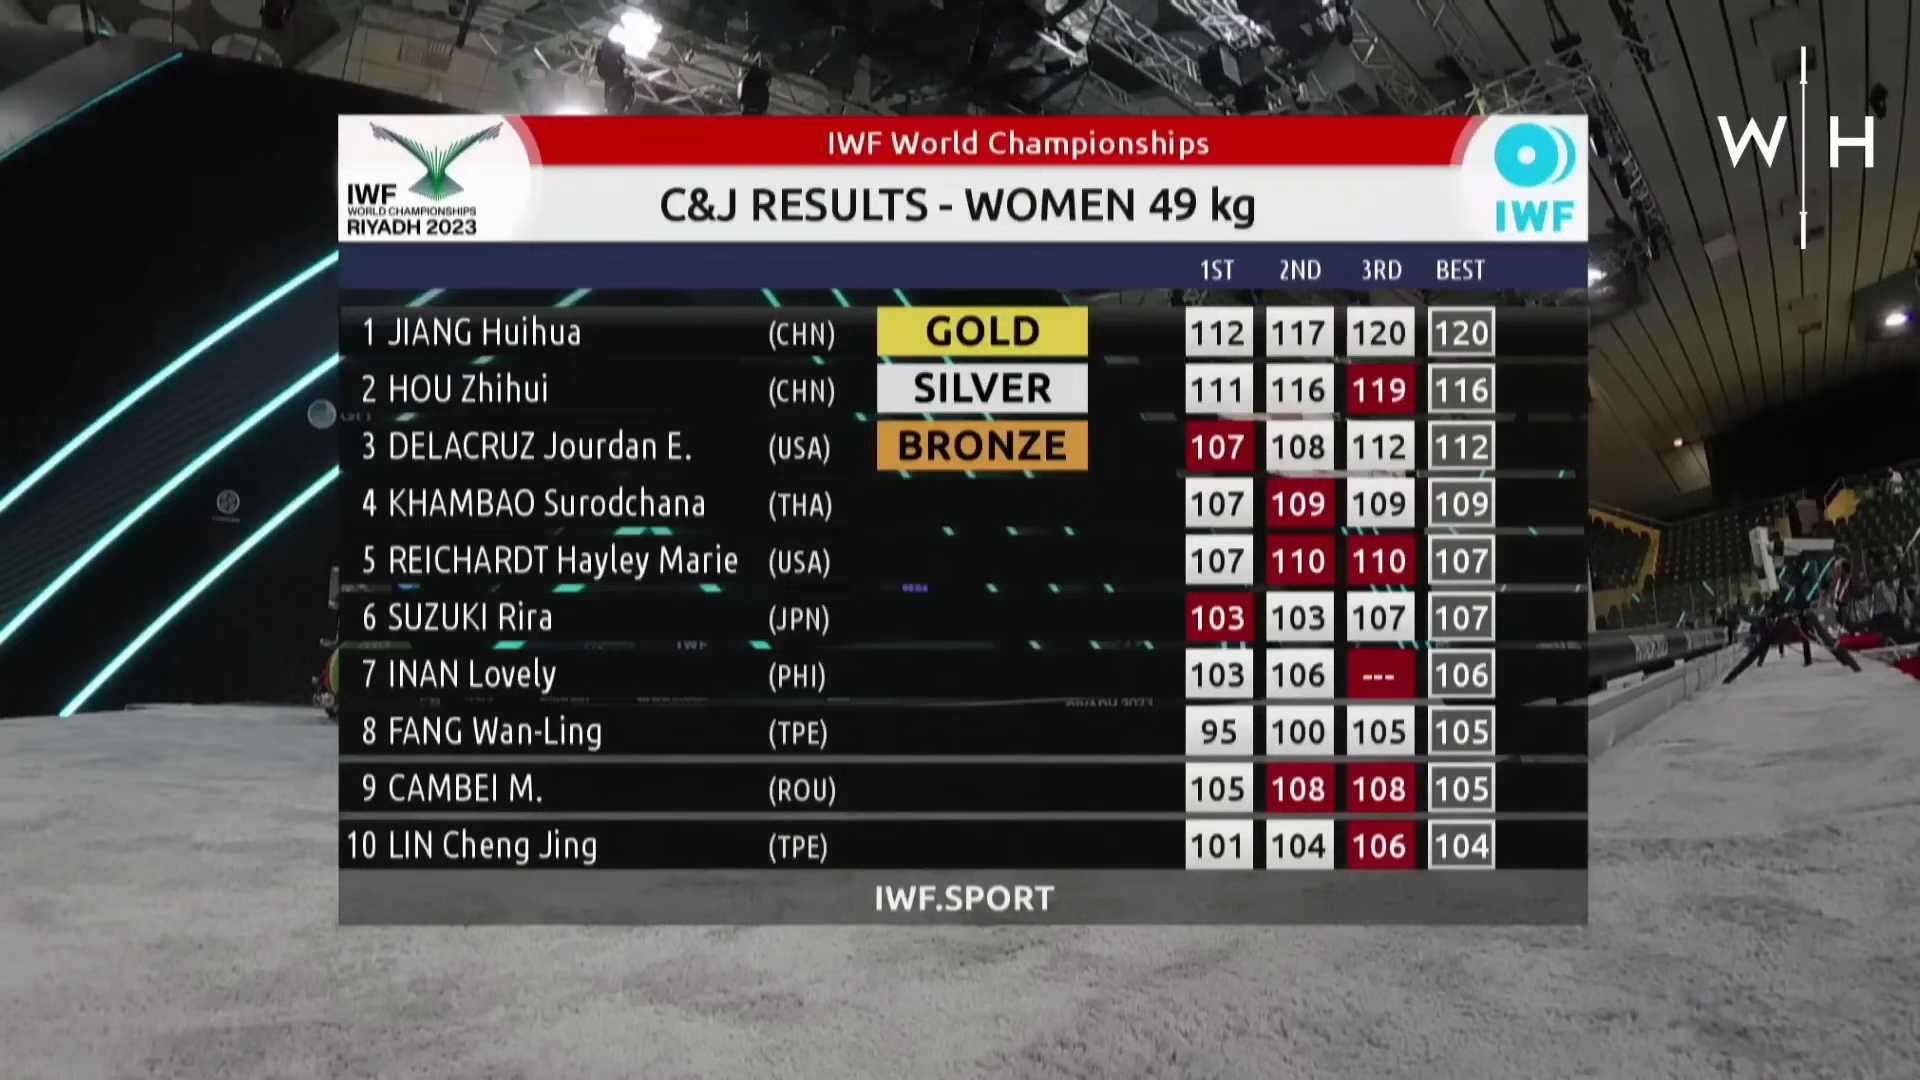 IWF World Championships
IWF
WORLD CHAMPIONSHIPS
RIYADH 2023
C&J RESULTS - WOMEN 49 kg
IWF
W H
1ST 2ND 3RD BEST
1 JIANG Huihua (CHN) GOLD 112 117 120 120
2 HOU Zhihui (CHN) SILVER 111 116 119 116
3 DELACRUZ Jourdan E. (USA) BRONZE 107 108 112 112
4 KHAMBAO Surodchana (THA) 107 109 109 109
5 REICHARDT Hayley Marie (USA) 107 110 110 107
6 SUZUKI Rira (JPN) 103 103 107 107
7 INAN Lovely (PHI) 103 106 --- 106
8 FANG Wan-Ling (TPE) 95 100 105 105
9 CAMBEI M. (ROU) 105 108 108 105
10 LIN Cheng Jing (TPE) 101 104 106 104
IWF.SPORT